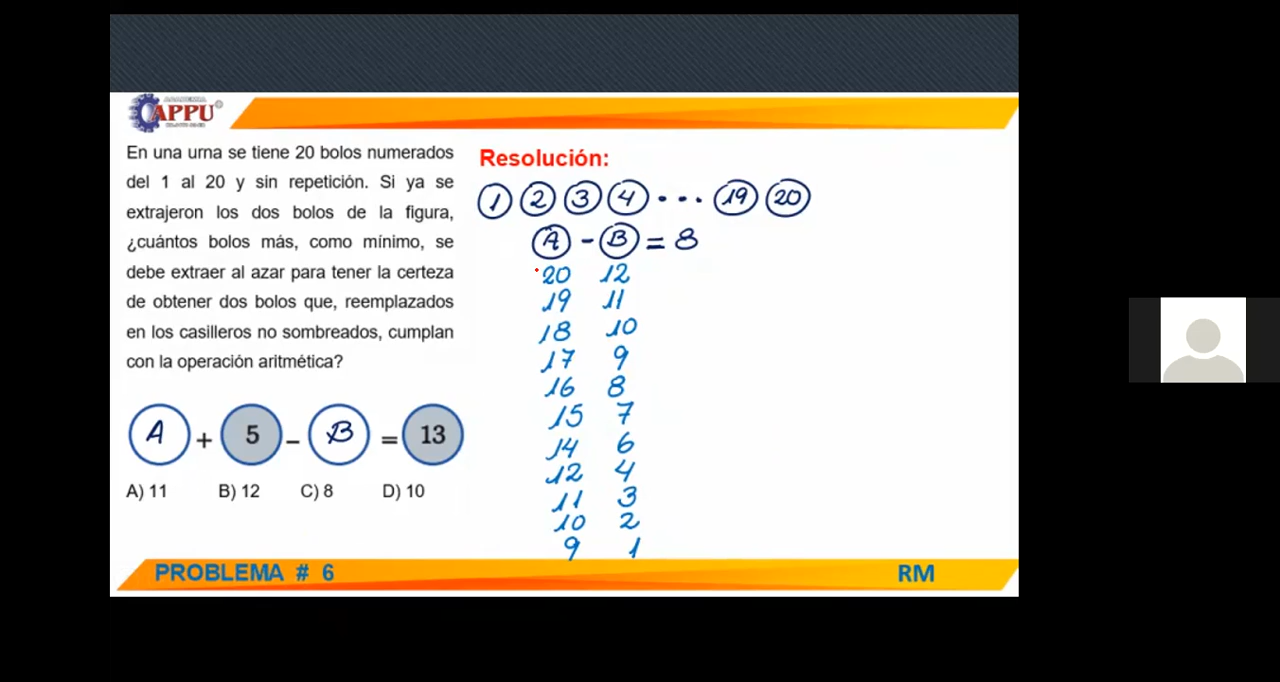 ACADEMIA
APPU
En una urna se tiene 20 bolos numerados
del 1 al 20 y sin repetición. Si ya se
extrajeron los dos bolos de la figura,
¿cuántos bolos más, como mínimo, se
debe extraer al azar para tener la certeza
de obtener dos bolos que, reemplazados
en los casilleros no sombreados, cumplan
con la operación aritmética?
A + 5 - B = 13
A) 11 B) 12 C) 8 D) 10
Resolución:
1 2 3 4 ... 19 20
A - B = 8
20 12
19 11
18 10
17 9
16 8
15 7
14 6
12 4
11 3
10 2
9 1
PROBLEMA # 6
RM